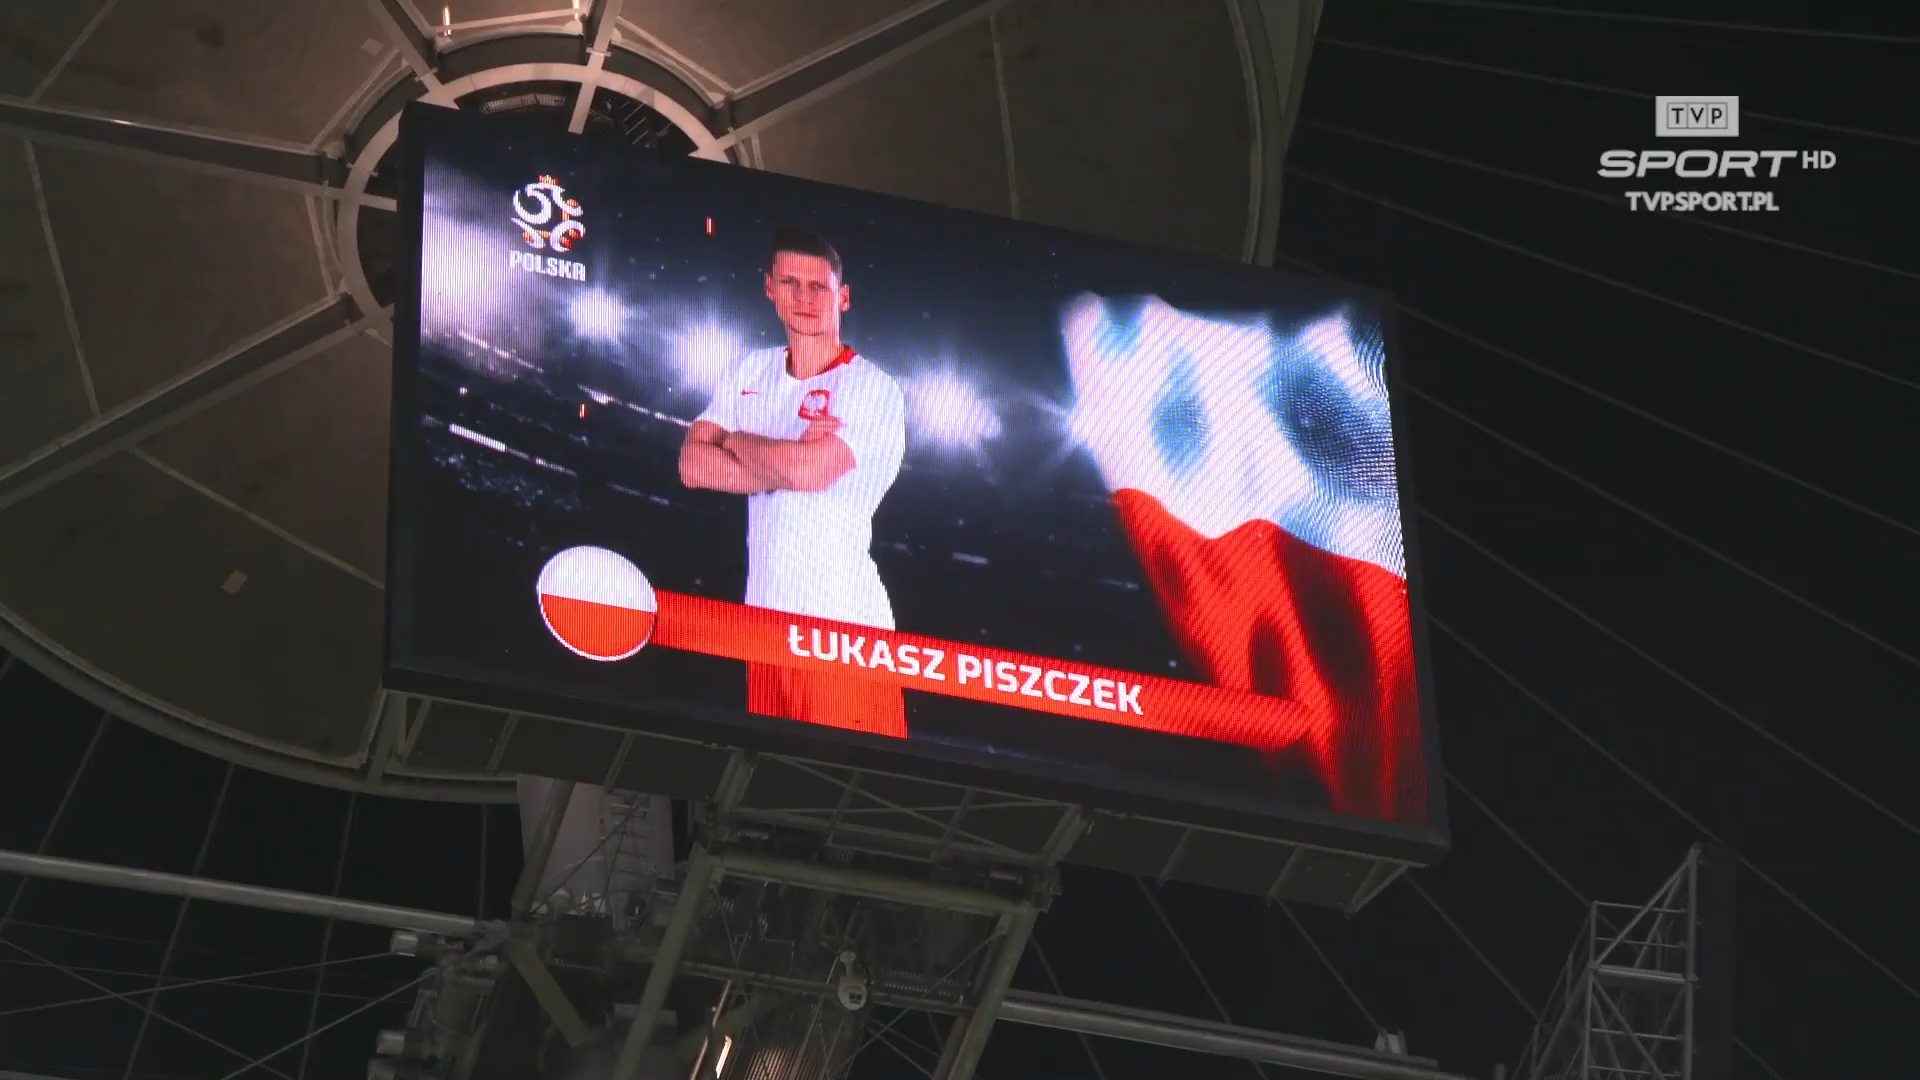 TVP
SPORT HD
TVPSPORT.PL
POLSKA
ŁUKASZ PISZCZEK